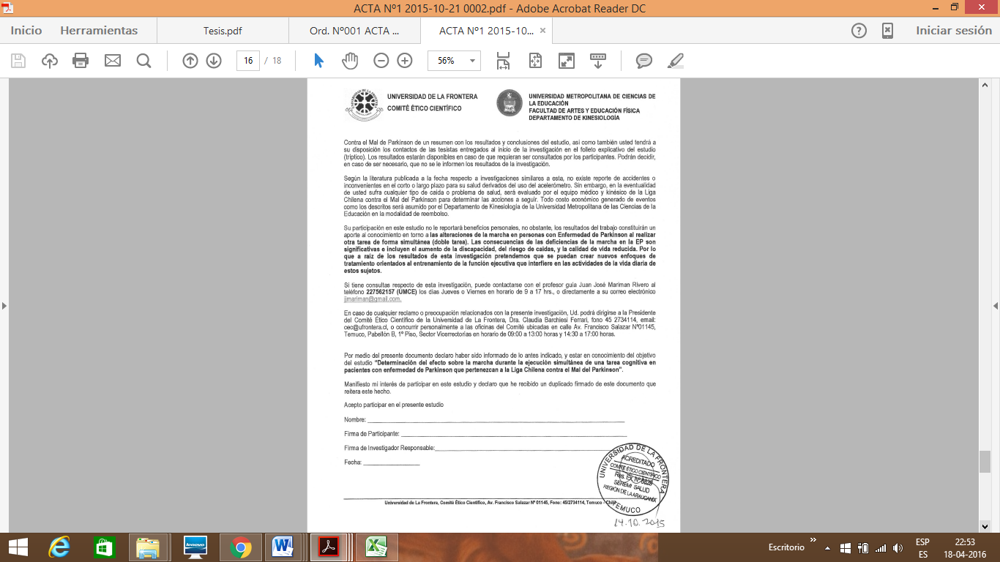 ACTA Nº1 2015-10-21 0002.pdf - Adobe Acrobat Reader DC
Inicio Herramientas Tesis.pdf Ord. Nº001 ACTA ... ACTA Nº1 2015-10... × Iniciar sesión
16 / 18 56%
UNIVERSIDAD DE LA FRONTERA
COMITÉ ÉTICO CIENTÍFICO
UNIVERSIDAD METROPOLITANA DE CIENCIAS DE
LA EDUCACIÓN
FACULTAD DE ARTES Y EDUCACIÓN FÍSICA
DEPARTAMENTO DE KINESIOLOGÍA
Contra el Mal de Parkinson de un resumen con los resultados y conclusiones del estudio, así como también usted tendrá a
su disposición los contactos de las tesistas entregados al inicio de la investigación en el folleto explicativo del estudio
(tríptico). Los resultados estarán disponibles en caso de que requieran ser consultados por los participantes. Podrán decidir,
en caso de ser necesario, que no se le informen los resultados de la investigación.
Según la literatura publicada a la fecha respecto a investigaciones similares a esta, no existe reporte de accidentes o
inconvenientes en el corto o largo plazo para su salud derivados del uso del acelerómetro. Sin embargo, en la eventualidad
de usted sufra cualquier tipo de caída o problema de salud, será evaluado por el equipo médico y kinésico de la Liga
Chilena contra el Mal del Parkinson para determinar las acciones a seguir. Todo costo económico generado de eventos
como los descritos será asumido por el Departamento de Kinesiología de la Universidad Metropolitana de las Ciencias de la
Educación en la modalidad de reembolso.
Su participación en este estudio no le reportará beneficios personales, no obstante, los resultados del trabajo constituirán un
aporte al conocimiento en torno a las alteraciones de la marcha en personas con Enfermedad de Parkinson al realizar
otra tarea de forma simultánea (doble tarea). Las consecuencias de las deficiencias de la marcha en la EP son
significativas e incluyen el aumento de la discapacidad, del riesgo de caídas, y la calidad de vida reducida. Por lo
que a raíz de los resultados de esta investigación pretendemos que se puedan crear nuevos enfoques de
tratamiento orientados al entrenamiento de la función ejecutiva que interfiere en las actividades de la vida diaria de
estos sujetos.
Si tiene consultas respecto de esta investigación, puede contactarse con el profesor guía Juan José Mariman Rivero al
teléfono 227562157 (UMCE) los días Jueves o Viernes en horario de 9 a 17 hrs., o directamente a su correo electrónico
jjmariman@gmail.com.
En caso de cualquier reclamo o preocupación relacionados con la presente investigación, Ud. podrá dirigirse a la Presidente
del Comité Ético Científico de la Universidad de La Frontera, Dra. Claudia Barchiesi Ferrari, fono 45 2734114, email:
cec@ufrontera.cl, o concurrir personalmente a las oficinas del Comité ubicadas en calle Av. Francisco Salazar Nº01145,
Temuco, Pabellón B, 1º Piso, Sector Vicerrectorías en horario de 09:00 a 13:00 horas y 14:30 a 17:00 horas.
Por medio del presente documento declaro haber sido informado de lo antes indicado, y estar en conocimiento del objetivo
del estudio "Determinación del efecto sobre la marcha durante la ejecución simultánea de una tarea cognitiva en
pacientes con enfermedad de Parkinson que pertenezcan a la Liga Chilena contra el Mal del Parkinson".
Manifiesto mi interés de participar en este estudio y declaro que he recibido un duplicado firmado de este documento que
reitera este hecho.
Acepto participar en el presente estudio
Nombre:
Firma de Participante:
Firma de Investigador Responsable:
Fecha:
UNIVERSIDAD DE LA FRONTERA
ACREDITADO
COMITÉ ÉTICO CIENTÍFICO
Res. Ex. Nº
SEREMI SALUD
REGIÓN DE LA ARAUCANÍA
TEMUCO
Universidad de La Frontera, Comité Ético Científico, Av. Francisco Salazar Nº 01145, Fono: 45/2734114, Temuco - Chile
14.10.2015
lenovo Escritorio » ESP 22:53
ES 18-04-2016